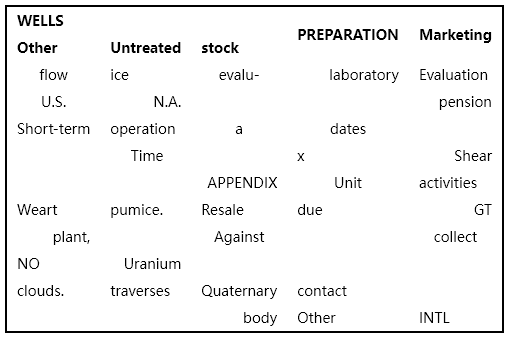 WELLS PREPARATION Marketing
Other Untreated stock
flow ice evalu- laboratory Evaluation
U.S. N.A. pension
Short-term operation a dates
Time x Shear
APPENDIX Unit activities
Weart pumice. Resale due GT
plant, Against collect
NO Uranium
clouds. traverses Quaternary contact
body Other INTL